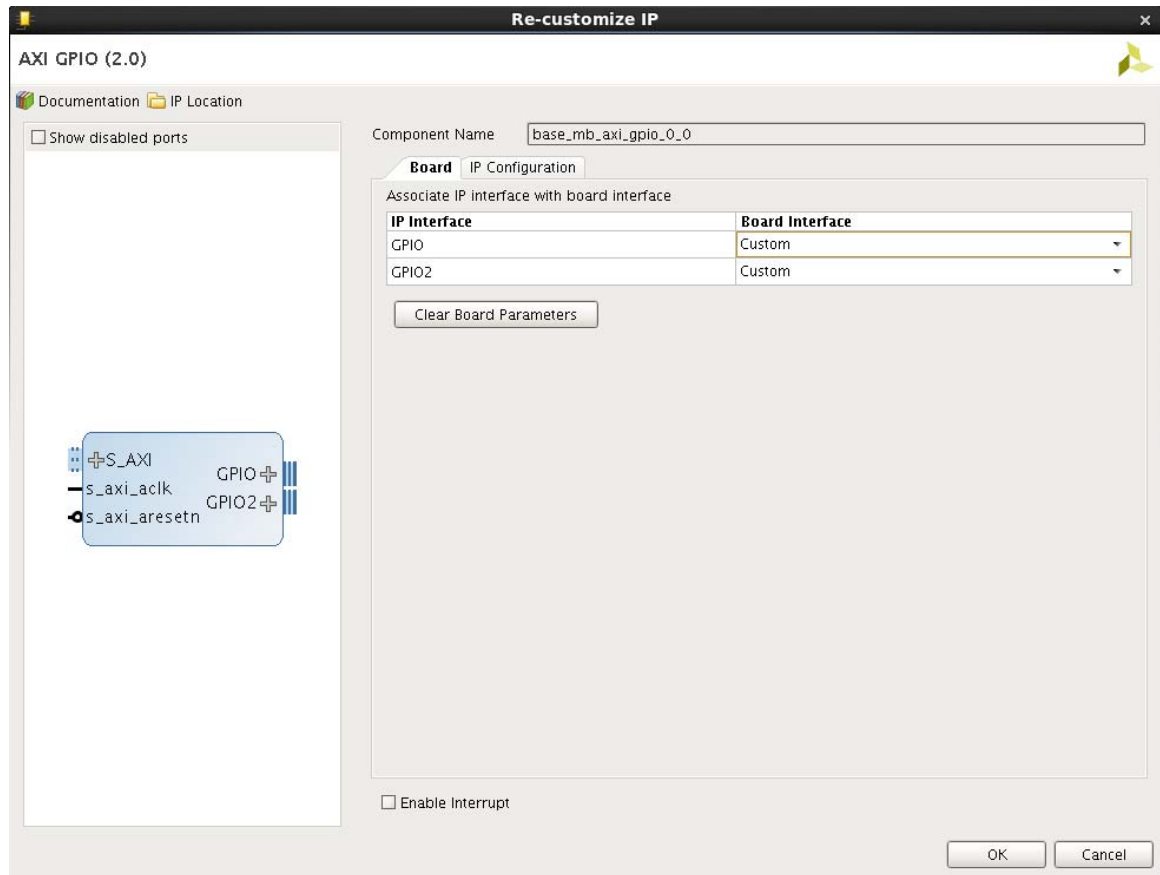 Re-customize IP
AXI GPIO (2.0)
Documentation IP Location
Show disabled ports
S_AXI
s_axi_aclk
s_axi_aresetn
GPIO
GPIO2
Component Name base_mb_axi_gpio_0_0
Board IP Configuration
Associate IP interface with board interface
IP Interface Board Interface
GPIO Custom
GPIO2 Custom
Clear Board Parameters
Enable Interrupt
OK Cancel